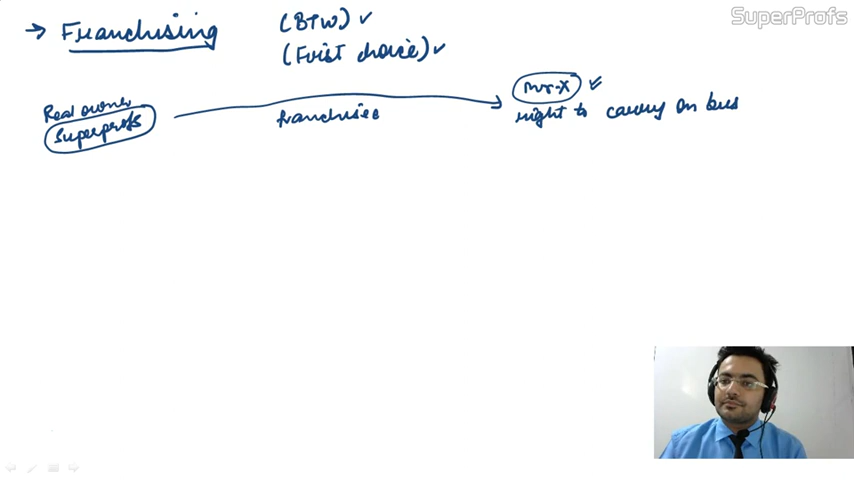 SuperProfs
→ Franchising
(BTW) ✓
(First choice) ✓
Real owner
Superprofs
franchisee
Mr-X
right to carry on bus